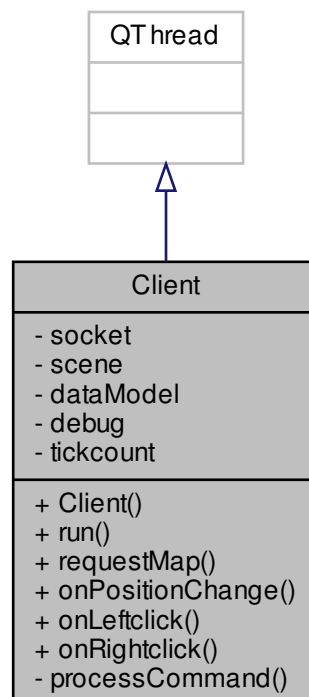 QThread
Client
- socket
- scene
- dataModel
- debug
- tickcount
+ Client()
+ run()
+ requestMap()
+ onPositionChange()
+ onLeftclick()
+ onRightclick()
- processCommand()